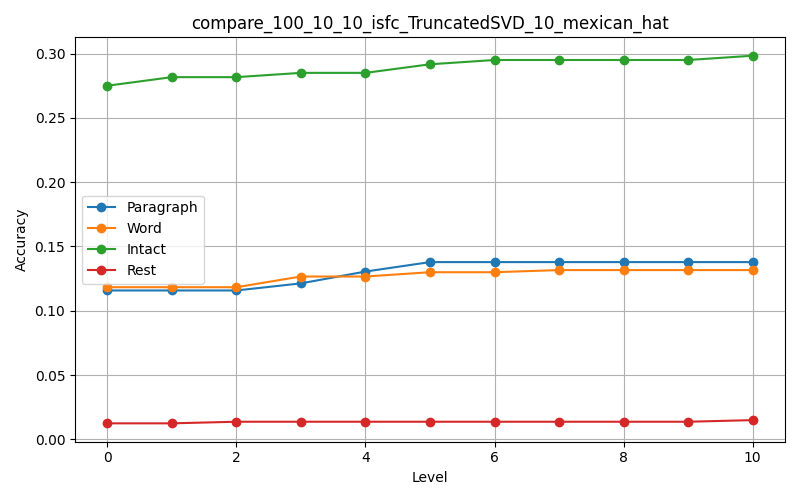 compare_100_10_10_isfc_TruncatedSVD_10_mexican_hat
0.30
0.25
0.20
0.15
0.10
0.05
0.00
Accuracy
Paragraph
Word
Intact
Rest
0 2 4 6 8 10
Level